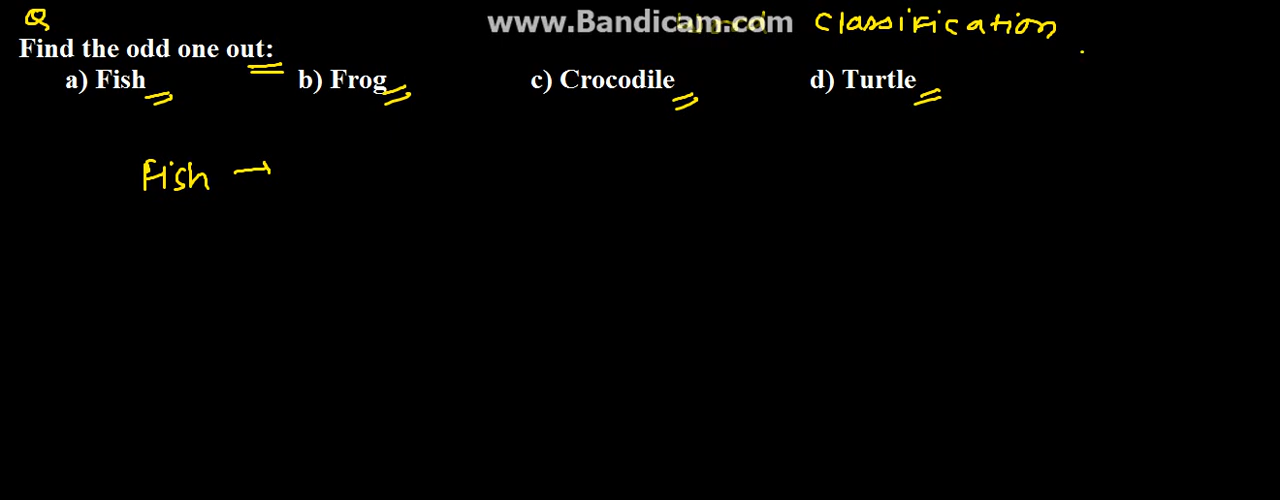 Q www.Bandicam.com Classification
Find the odd one out:
a) Fish b) Frog c) Crocodile d) Turtle
Fish →